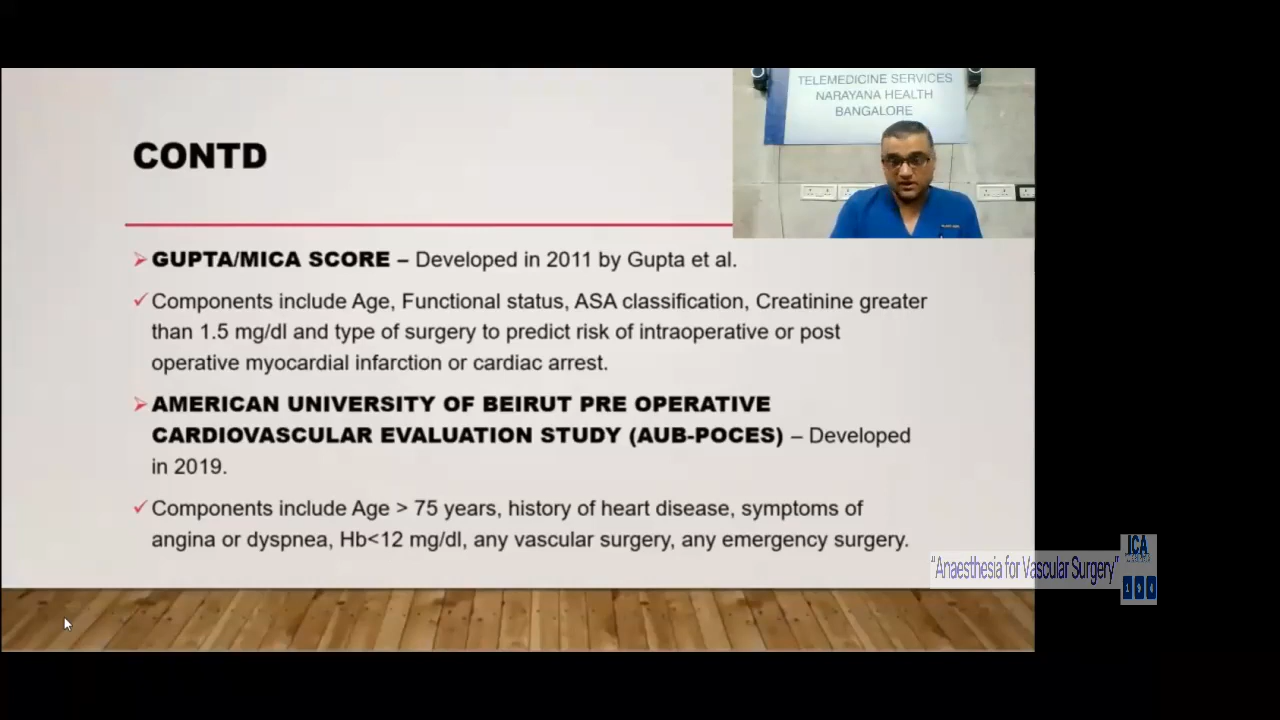 TELEMEDICINE SERVICES
NARAYANA HEALTH
BANGALORE
CONTD
GUPTA/MICA SCORE – Developed in 2011 by Gupta et al.
Components include Age, Functional status, ASA classification, Creatinine greater
than 1.5 mg/dl and type of surgery to predict risk of intraoperative or post
operative myocardial infarction or cardiac arrest.
AMERICAN UNIVERSITY OF BEIRUT PRE OPERATIVE
CARDIOVASCULAR EVALUATION STUDY (AUB-POCES) – Developed
in 2019.
Components include Age > 75 years, history of heart disease, symptoms of
angina or dyspnea, Hb<12 mg/dl, any vascular surgery, any emergency surgery.
"Anaesthesia for Vascular Surgery"
ICA